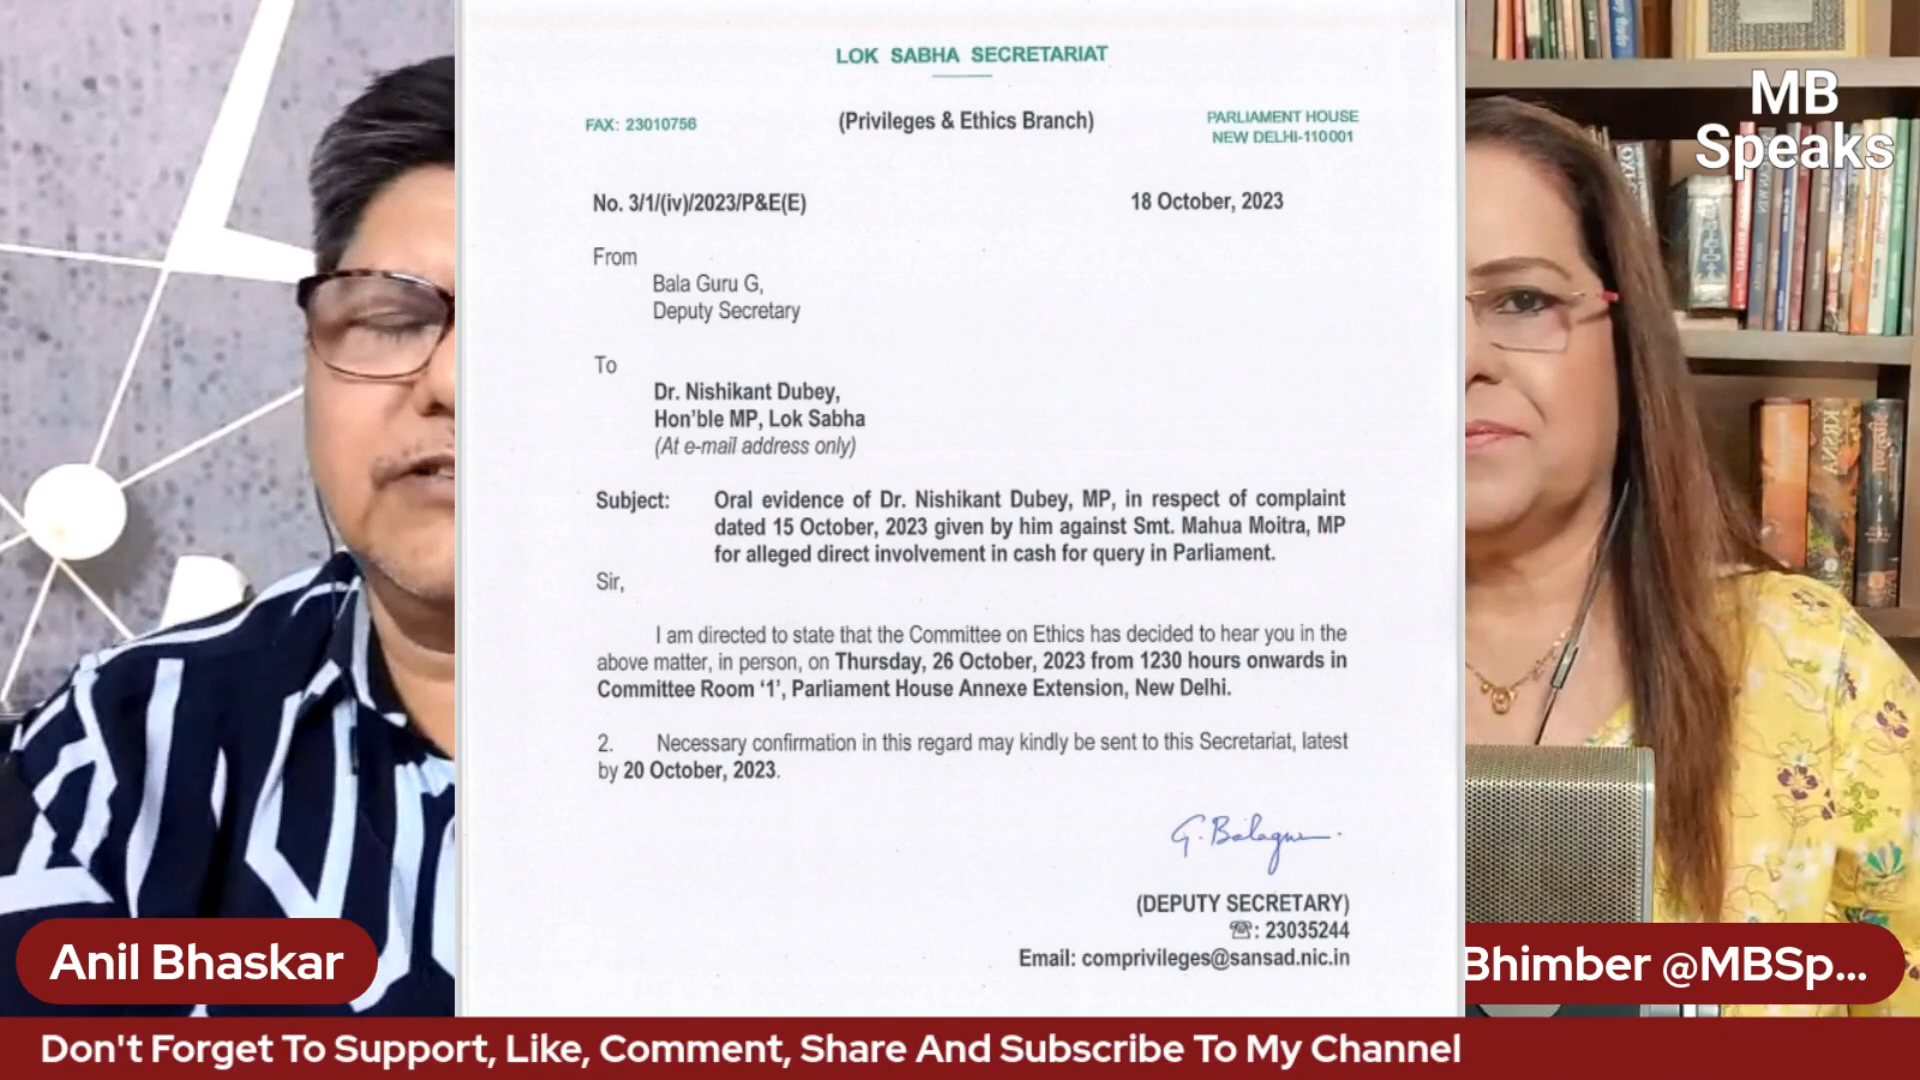 LOK SABHA SECRETARIAT
FAX: 23010756
(Privileges & Ethics Branch)
PARLIAMENT HOUSE
NEW DELHI-110001
No. 3/1/(iv)/2023/P&E(E)
18 October, 2023
From
Bala Guru G,
Deputy Secretary
To
Dr. Nishikant Dubey,
Hon'ble MP, Lok Sabha
(At e-mail address only)
Subject: Oral evidence of Dr. Nishikant Dubey, MP, in respect of complaint
dated 15 October, 2023 given by him against Smt. Mahua Moitra, MP
for alleged direct involvement in cash for query in Parliament.
Sir,
I am directed to state that the Committee on Ethics has decided to hear you in the
above matter, in person, on Thursday, 26 October, 2023 from 1230 hours onwards in
Committee Room '1', Parliament House Annexe Extension, New Delhi.
2. Necessary confirmation in this regard may kindly be sent to this Secretariat, latest
by 20 October, 2023.
(DEPUTY SECRETARY)
☎: 23035244
Email: comprivileges@sansad.nic.in
MB
Speaks
KRSNA
Anil Bhaskar
Bhimber @MBSp...
Don't Forget To Support, Like, Comment, Share And Subscribe To My Channel